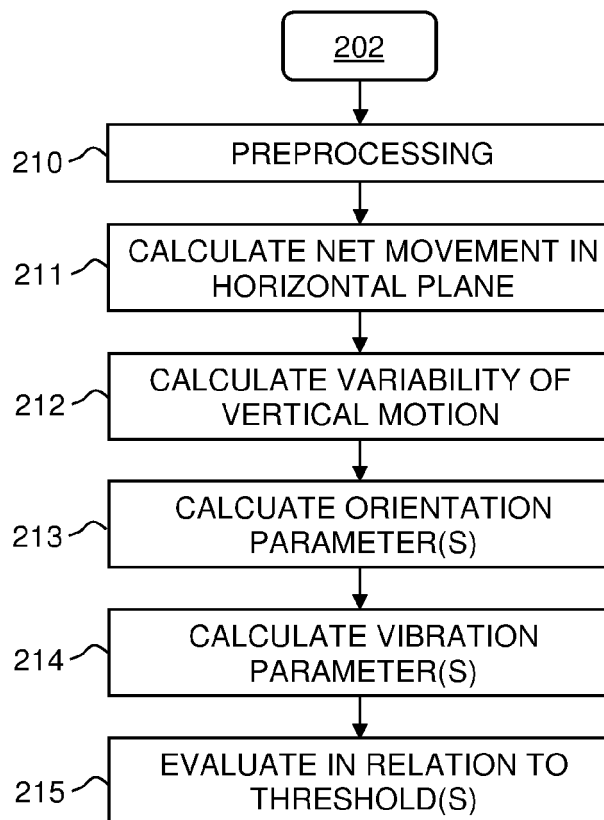 202
210
PREPROCESSING
211
CALCULATE NET MOVEMENT IN
HORIZONTAL PLANE
212
CALCULATE VARIABILITY OF
VERTICAL MOTION
213
CALCUATE ORIENTATION
PARAMETER(S)
214
CALCULATE VIBRATION
PARAMETER(S)
215
EVALUATE IN RELATION TO
THRESHOLD(S)